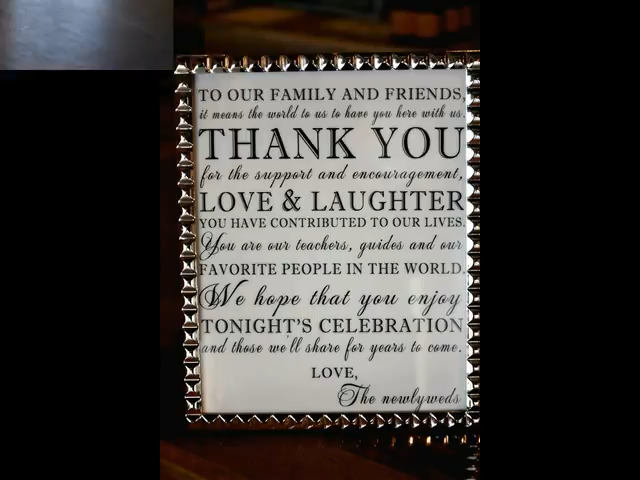 TO OUR FAMILY AND FRIENDS,
it means the world to us to have you here with us.
THANK YOU
for the support and encouragement,
LOVE & LAUGHTER
YOU HAVE CONTRIBUTED TO OUR LIVES.
You are our teachers, guides and our
FAVORITE PEOPLE IN THE WORLD.
We hope that you enjoy
TONIGHT'S CELEBRATION
and those we'll share for years to come.
LOVE,
The newlyweds